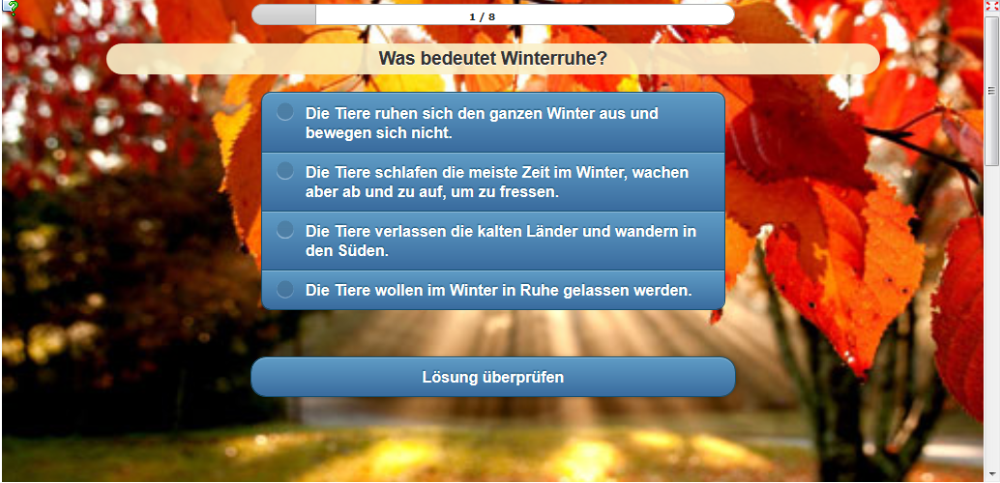 1 / 8
Was bedeutet Winterruhe?
Die Tiere ruhen sich den ganzen Winter aus und
bewegen sich nicht.
Die Tiere schlafen die meiste Zeit im Winter, wachen
aber ab und zu auf, um zu fressen.
Die Tiere verlassen die kalten Länder und wandern in
den Süden.
Die Tiere wollen im Winter in Ruhe gelassen werden.
Lösung überprüfen